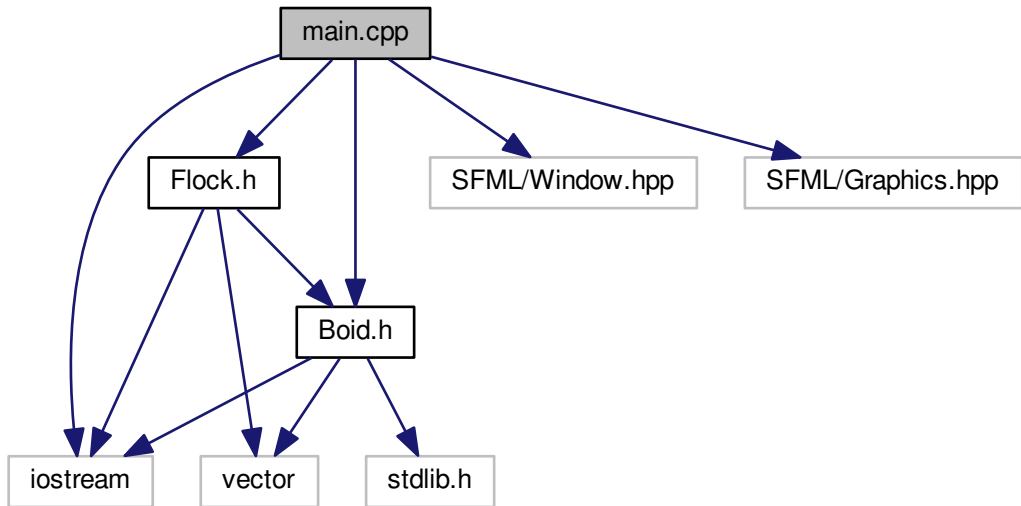 main.cpp
Flock.h
SFML/Window.hpp
SFML/Graphics.hpp
Boid.h
iostream
vector
stdlib.h